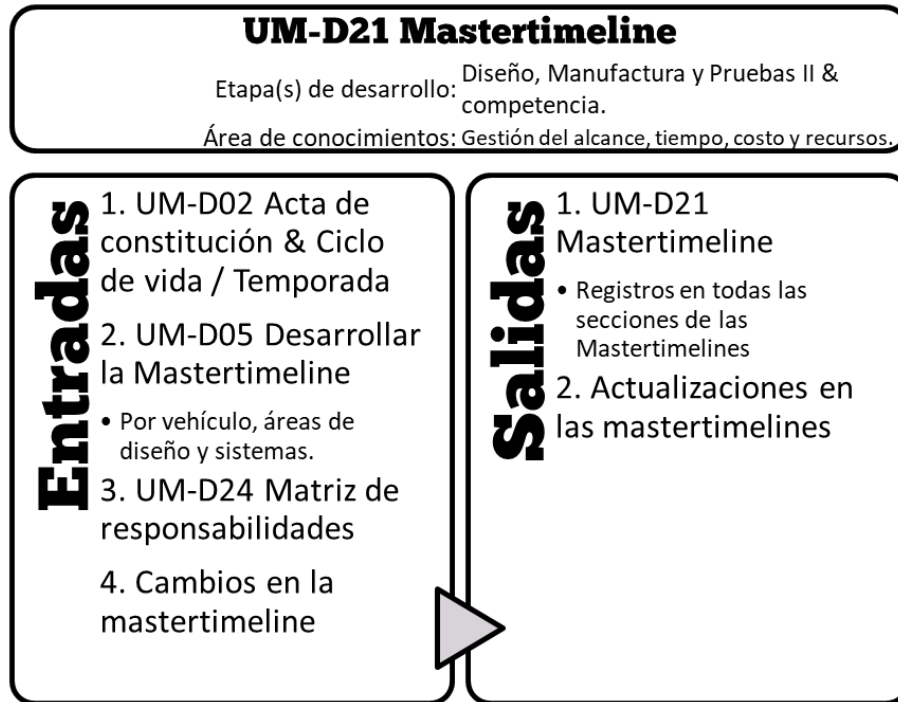 UM-D21 Mastertimeline
Etapa(s) de desarrollo: Diseño, Manufactura y Pruebas II &
competencia.
Área de conocimientos: Gestión del alcance, tiempo, costo y recursos.
Entradas
1. UM-D02 Acta de
constitución & Ciclo
de vida / Temporada
2. UM-D05 Desarrollar
la Mastertimeline
• Por vehículo, áreas de
diseño y sistemas.
3. UM-D24 Matriz de
responsabilidades
4. Cambios en la
mastertimeline
Salidas
1. UM-D21
Mastertimeline
• Registros en todas las
secciones de las
Mastertimelines
2. Actualizaciones en
las mastertimelines